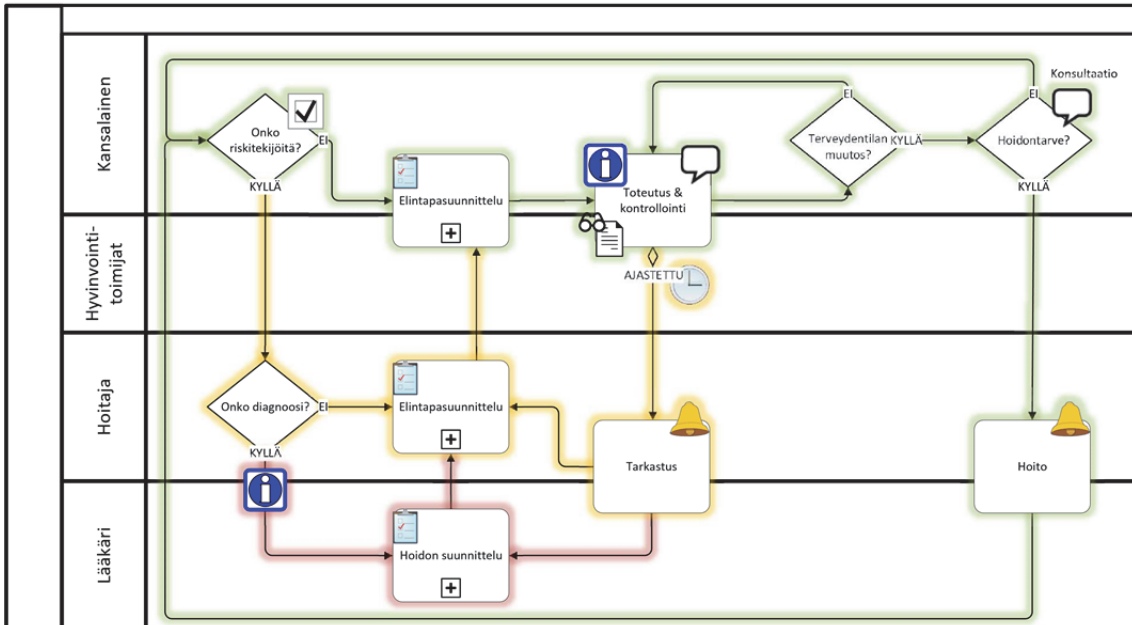 Kansalainen
Konsultaatio
Onko
riskitekijöitä?
EI
KYLLÄ
Elintapasuunnittelu
Toteutus &
kontrollointi
EI
Terveydentilan
muutos?
KYLLÄ
EI
Hoidontarve?
KYLLÄ
Hyvinvointi-
toimijat
AJASTETTU
Hoitaja
Onko diagnoosi?
EI
KYLLÄ
Elintapasuunnittelu
Tarkastus
Hoito
Lääkäri
Hoidon suunnittelu